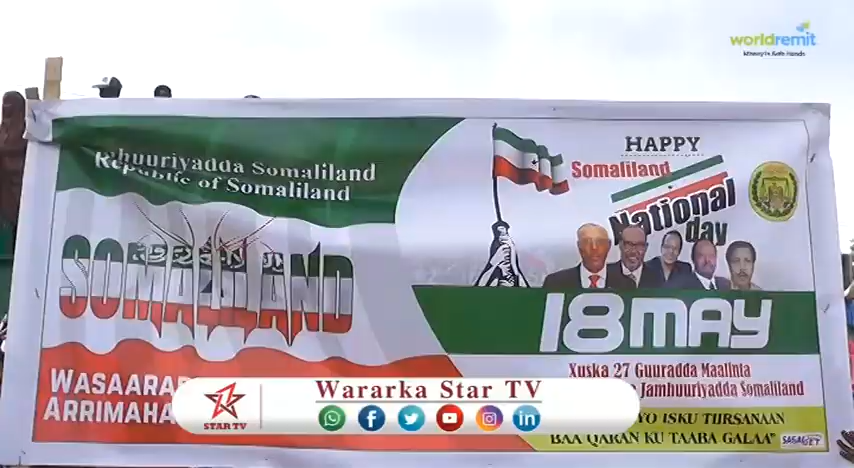 worldremit
Money in Safe Hands
Jamhuuriyadda Somaliland
Republic of Somaliland
SOMALILAND
WASAARAD
ARRIMAHA
HAPPY
Somaliland
National
day
18 MAY
Xuska 27 Guuradda Maalinta
Jamhuuriyadda Somaliland
YO ISKU TIIRSANAAN
BAA QARAN KU TAABA GALAA
STAR TV
Wararka Star TV